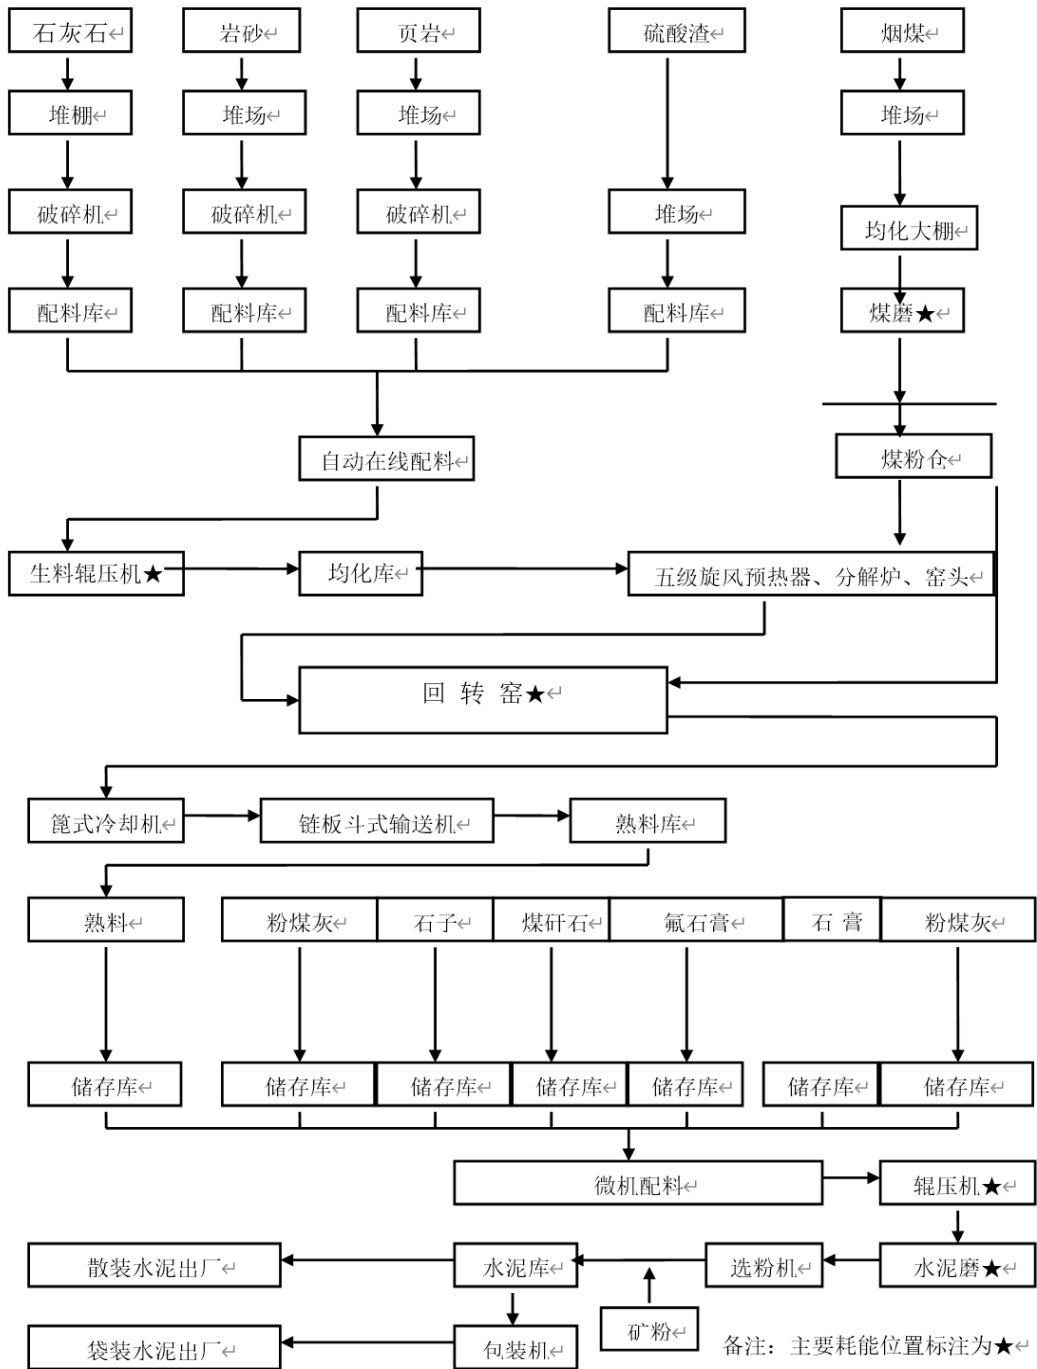 石灰石
岩砂
页岩
硫酸渣
烟煤
堆棚
堆场
堆场
堆场
破碎机
破碎机
破碎机
堆场
均化大棚
配料库
配料库
配料库
配料库
煤磨★
自动在线配料
煤粉仓
生料辊压机★
均化库
五级旋风预热器、分解炉、窑头
回 转 窑★
篦式冷却机
链板斗式输送机
熟料库
熟料
粉煤灰
石子
煤矸石
氟石膏
石 膏
粉煤灰
储存库
储存库
储存库
储存库
储存库
储存库
储存库
微机配料
辊压机★
散装水泥出厂
水泥库
选粉机
水泥磨★
袋装水泥出厂
包装机
矿粉
备注：主要耗能位置标注为★